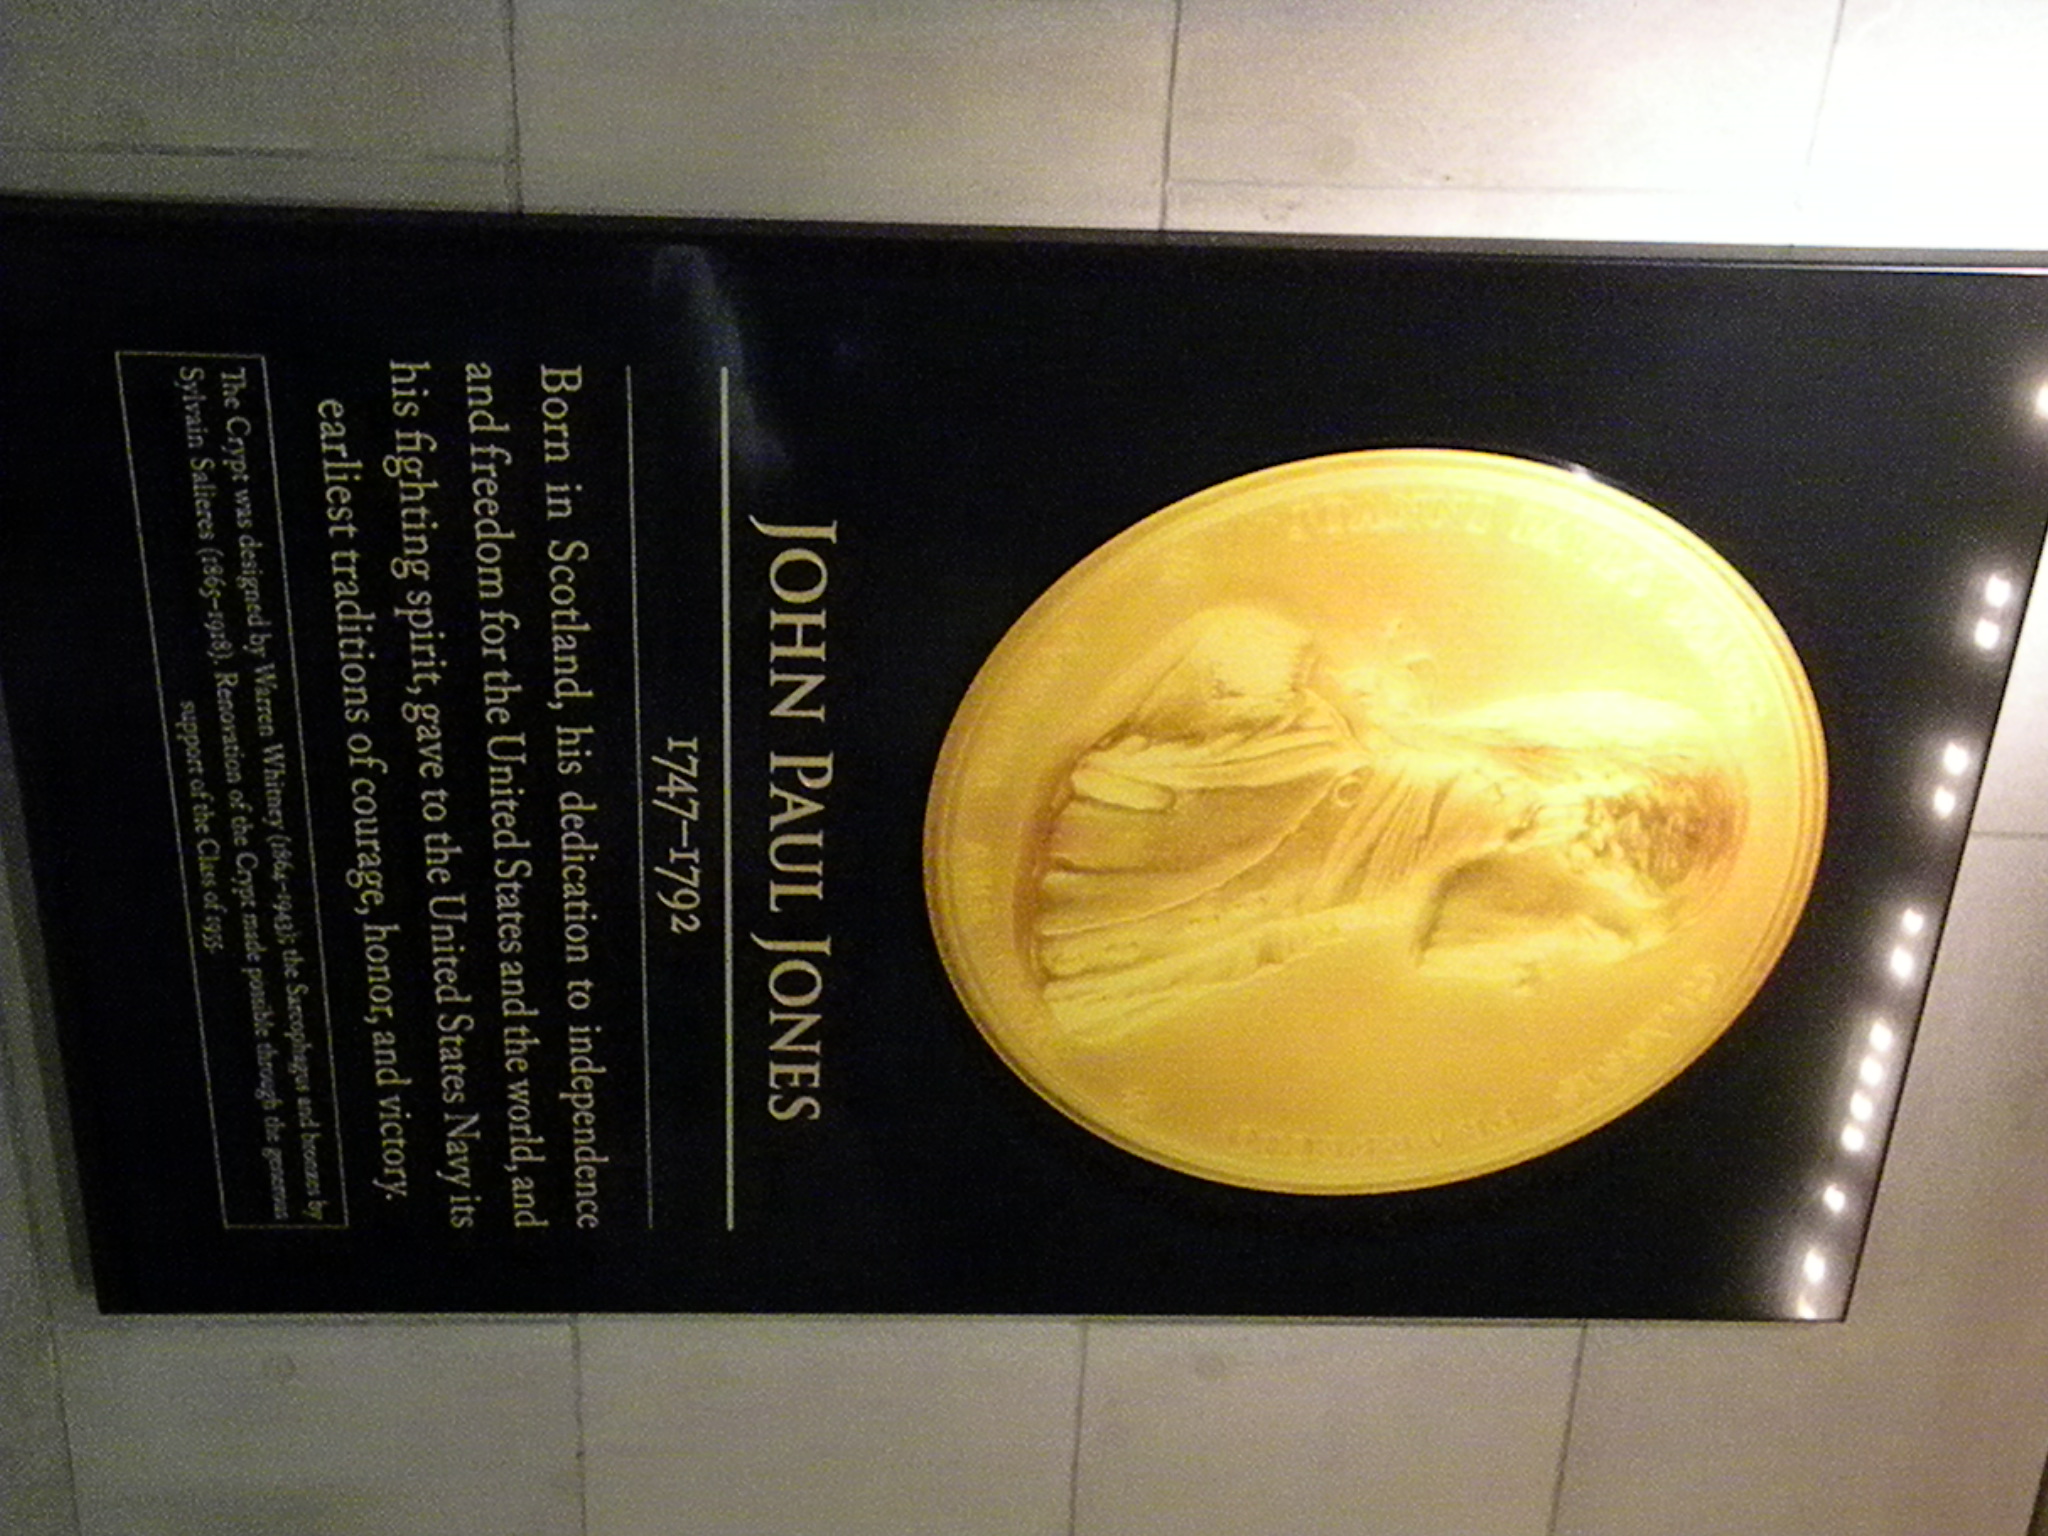 JOHN PAUL JONES
1747–1792
Born in Scotland, his dedication to independence
and freedom for the United States and the world, and
his fighting spirit, gave to the United States Navy its
earliest traditions of courage, honor, and victory.
The Crypt was designed by Warren Whitney (1864–1943); the Sarcophagus and bronzes by
Sylvain Salieres (1865–1918). Renovation of the Crypt made possible through the generous
support of the Class of 1935.